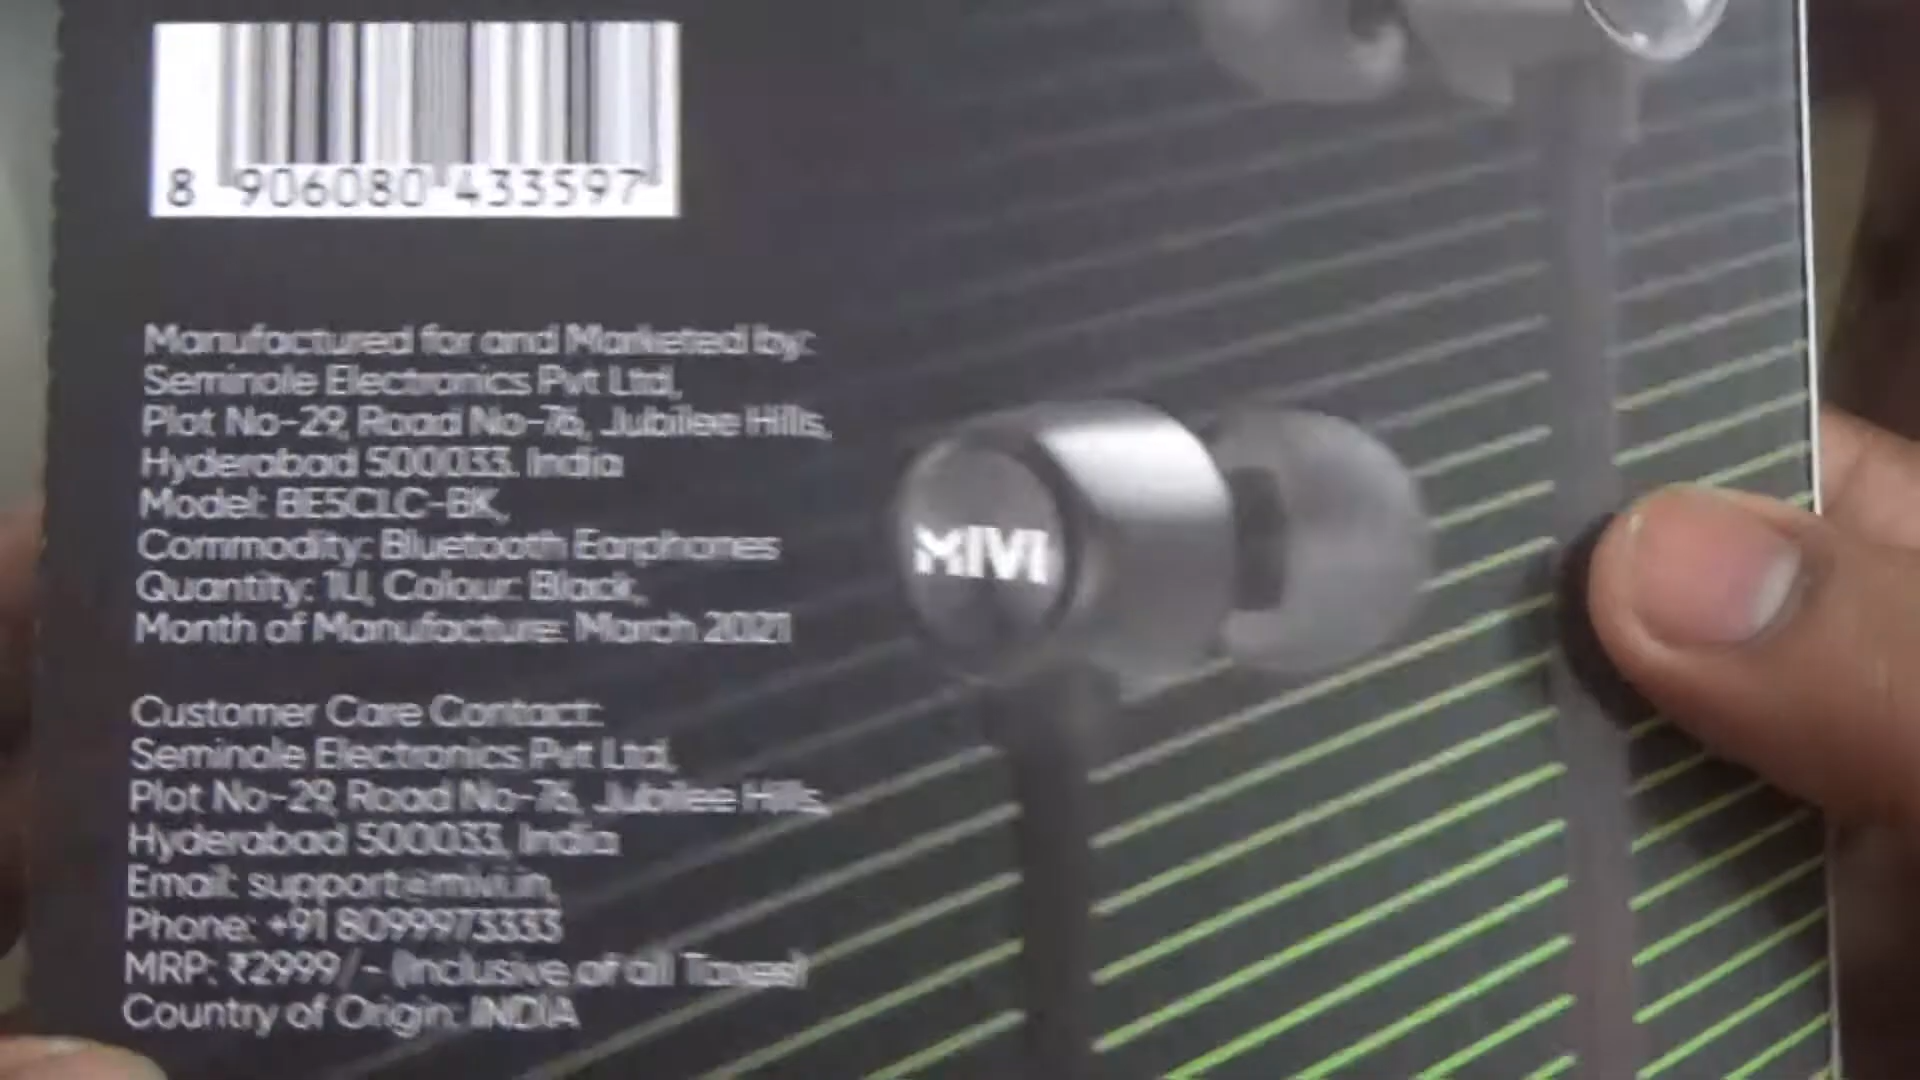 8 906080 433597
Manufactured for and Marketed by:
Seminole Electronics Pvt Ltd,
Plot No-29, Road No-76, Jubilee Hills,
Hyderabad 500033. India
Model: BE5CLC-BK,
Commodity: Bluetooth Earphones
Quantity: 1U, Colour: Black,
Month of Manufacture: March 2021
MIVI
Customer Care Contact:
Seminole Electronics Pvt Ltd,
Plot No-29, Road No-76, Jubilee Hills,
Hyderabad 500033, India
Email: support@mivi.in,
Phone: +91 8099973333
MRP: ₹2999/- (Inclusive of all Taxes)
Country of Origin: INDIA